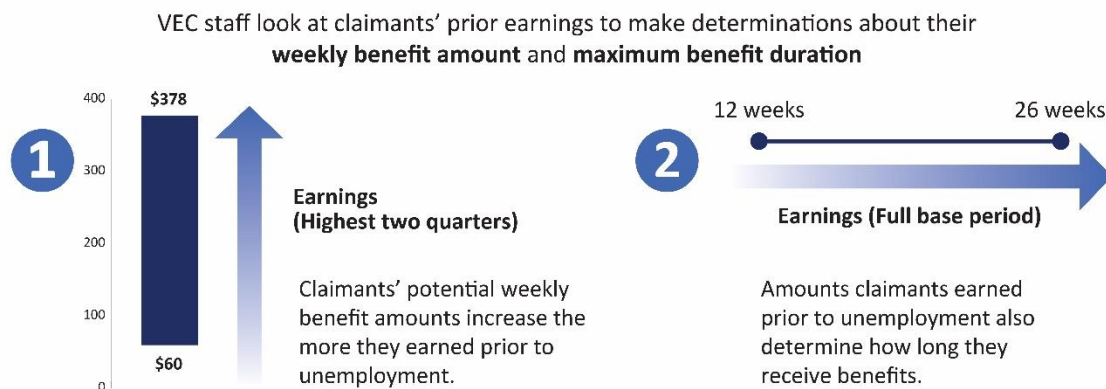 VEC staff look at claimants’ prior earnings to make determinations about their
weekly benefit amount and maximum benefit duration
1
400
300
200
100
0
$378
$60
Earnings
(Highest two quarters)
Claimants’ potential weekly
benefit amounts increase the
more they earned prior to
unemployment.
2
12 weeks
26 weeks
Earnings (Full base period)
Amounts claimants earned
prior to unemployment also
determine how long they
receive benefits.